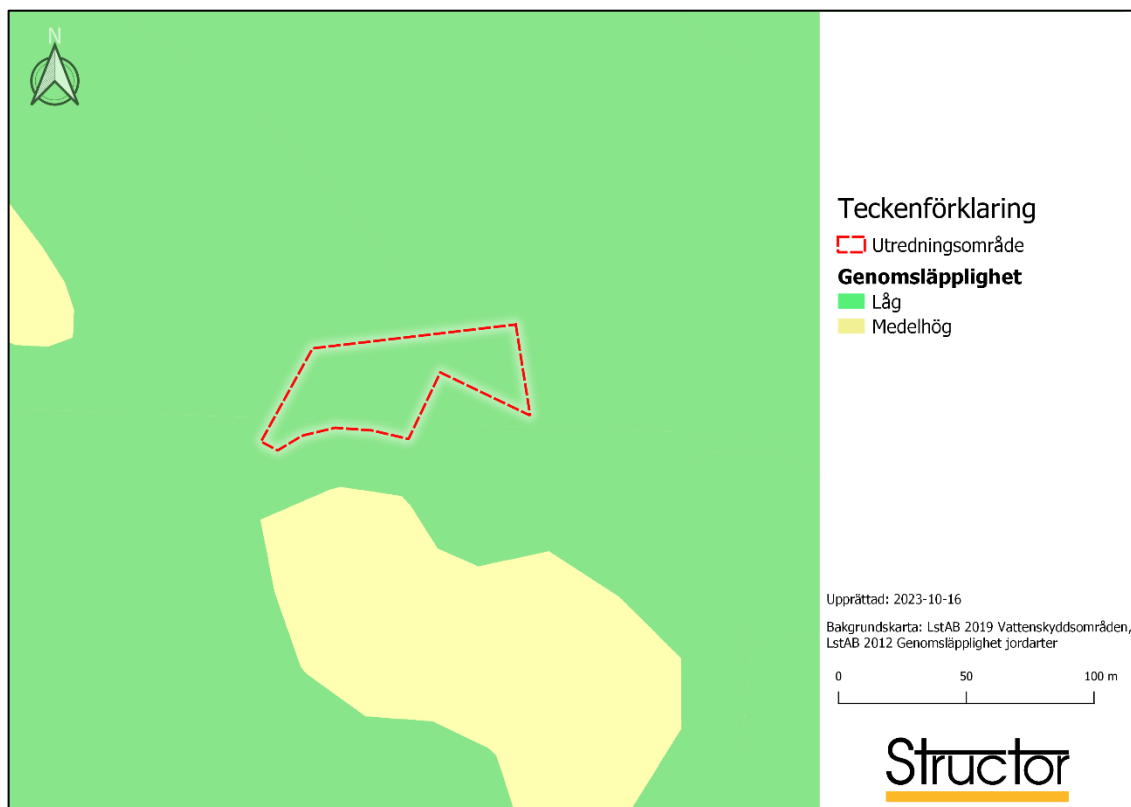 N
Teckenförklaring
Utredningsområde
Genomsläpplighet
Låg
Medelhög
Upprättad: 2023-10-16
Bakgrundskarta: LstAB 2019 Vattenskyddsområden,
LstAB 2012 Genomsläpplighet jordarter
0 50 100 m
Structor